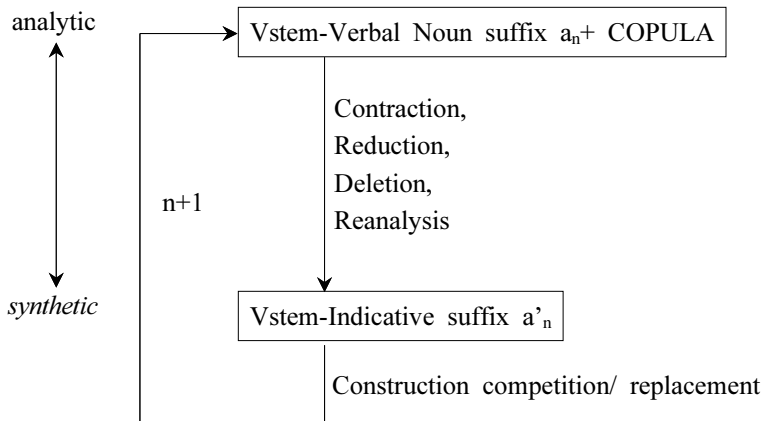 analytic
Vstem-Verbal Noun suffix aₙ+ COPULA
Contraction,
Reduction,
Deletion,
Reanalysis
n+1
synthetic
Vstem-Indicative suffix a’ₙ
Construction competition/ replacement